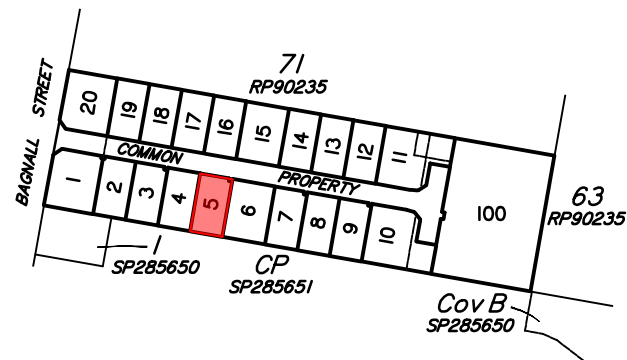 71
RP90235
BAGNALL STREET
20
19
18
17
16
15
14
13
12
11
COMMON PROPERTY
1
2
3
4
5
6
7
8
9
10
100
63
RP90235
1
SP285650
CP
SP285651
Cov B
SP285650